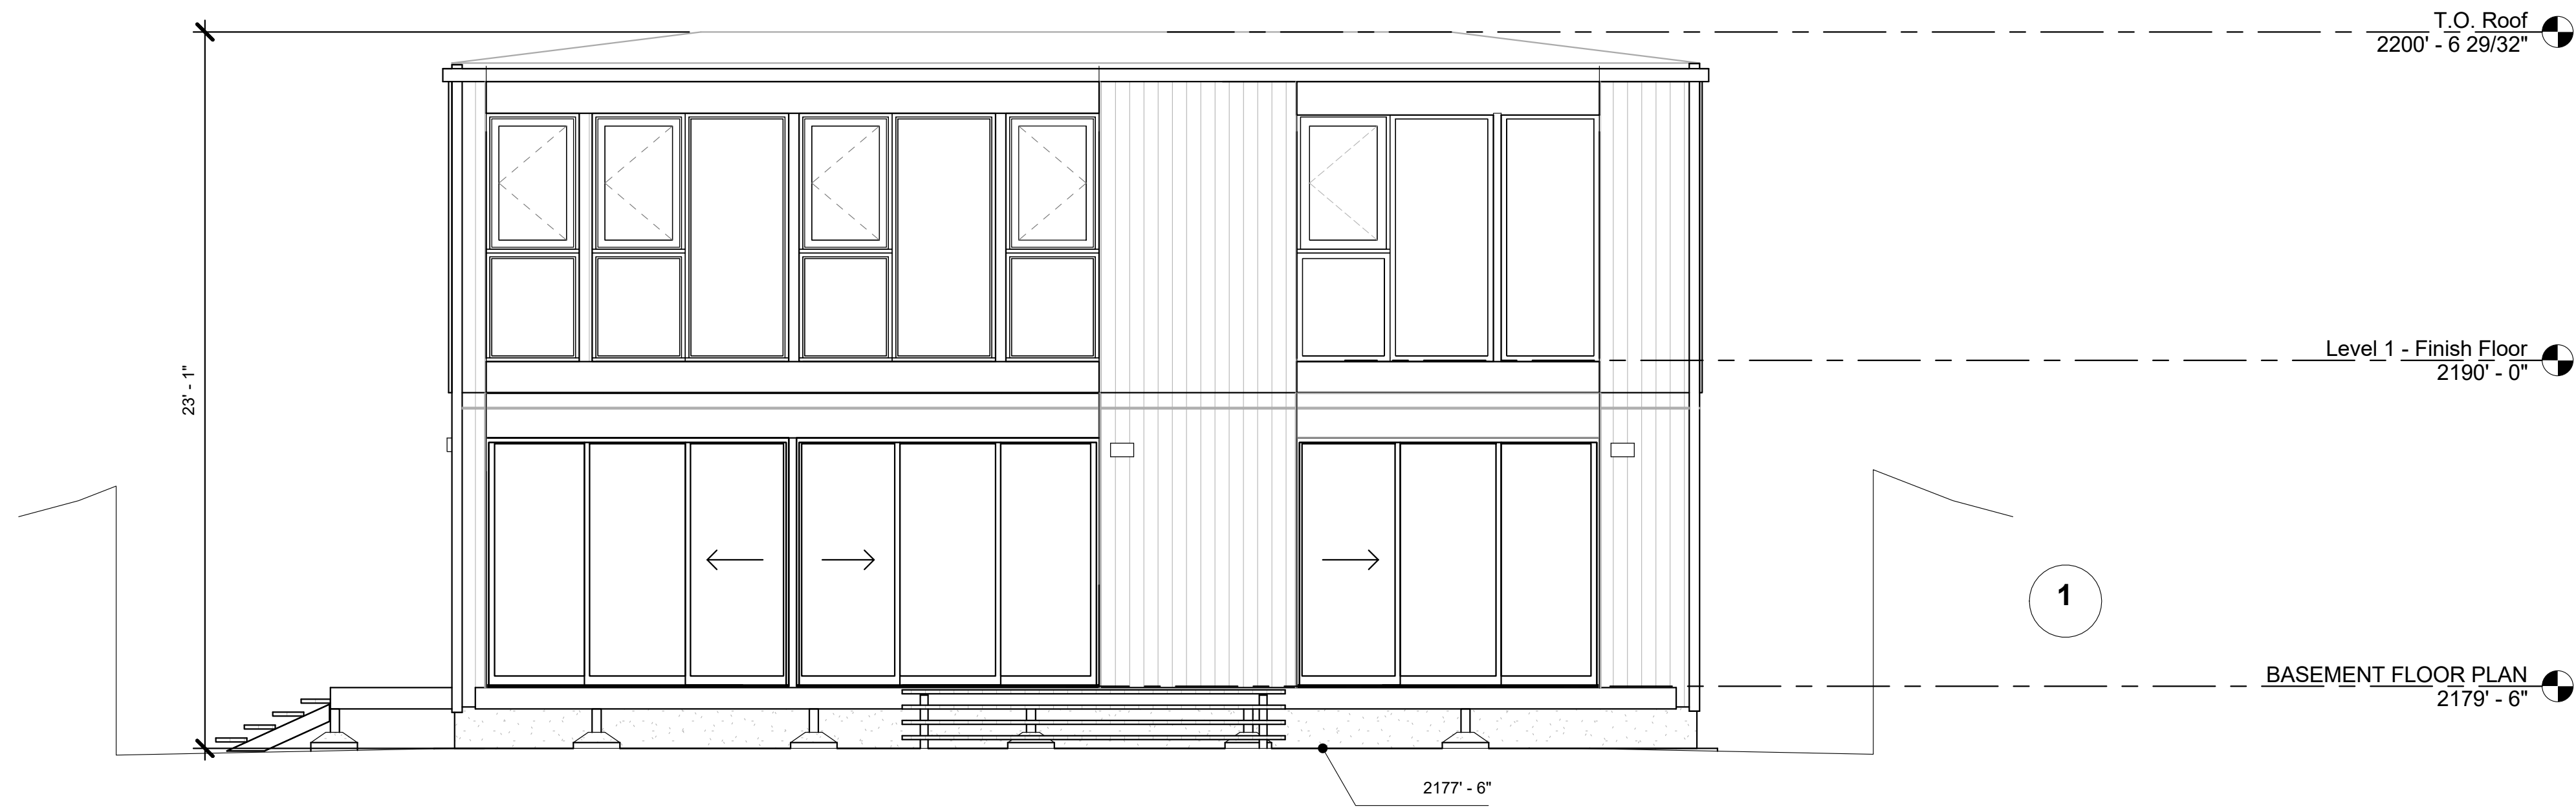 T.O. Roof
2200' - 6 29/32"
Level 1 - Finish Floor
2190' - 0"
23' - 1"
1
BASEMENT FLOOR PLAN
2179' - 6"
2177' - 6"